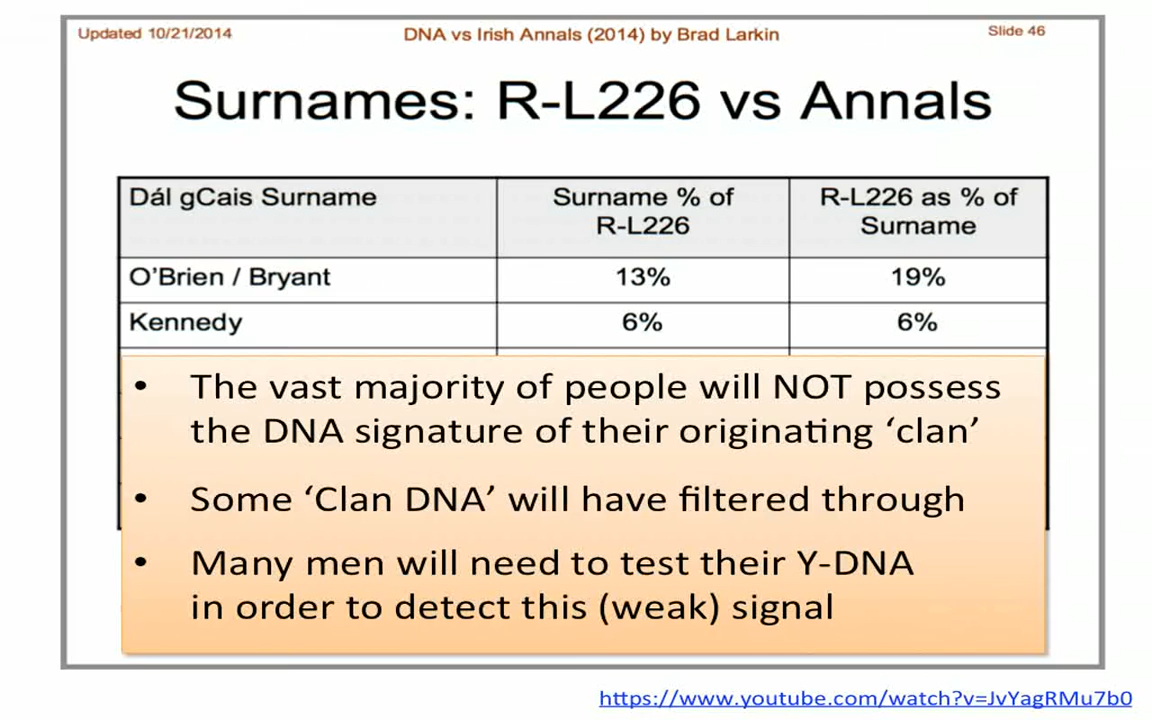 Updated 10/21/2014
DNA vs Irish Annals (2014) by Brad Larkin
Slide 46
Surnames: R-L226 vs Annals
Dál gCais Surname
Surname % of
R-L226
R-L226 as % of
Surname
O'Brien / Bryant
13%
19%
Kennedy
6%
6%
• The vast majority of people will NOT possess
the DNA signature of their originating ‘clan’
• Some ‘Clan DNA’ will have filtered through
• Many men will need to test their Y-DNA
in order to detect this (weak) signal
https://www.youtube.com/watch?v=JvYagRMu7b0